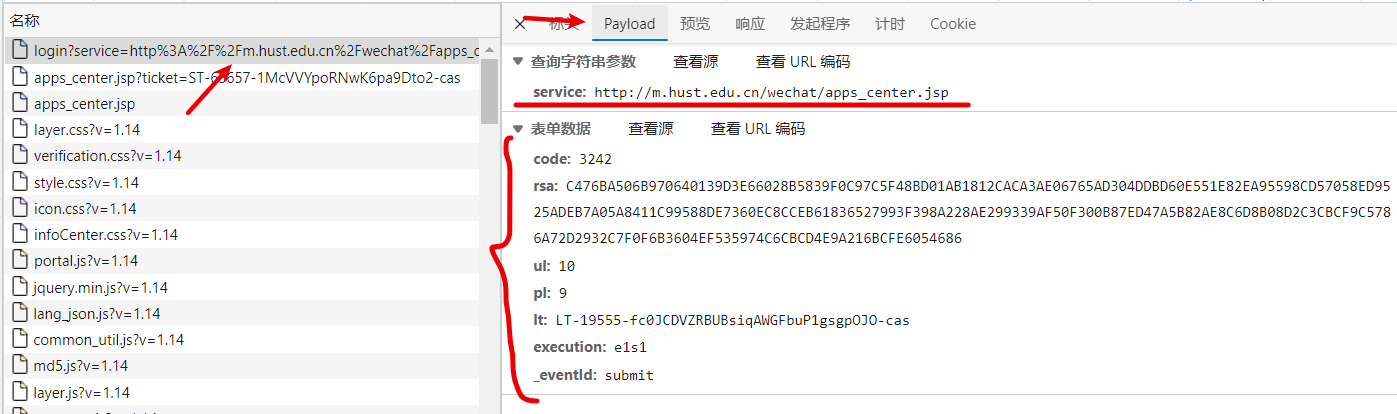 名称
login?service=http%3A%2F%2Fm.hust.edu.cn%2Fwechat%2Fapps_c
apps_center.jsp?ticket=ST-63657-1McVVYpoRNwK6pa9Dto2-cas
apps_center.jsp
layer.css?v=1.14
verification.css?v=1.14
style.css?v=1.14
icon.css?v=1.14
infoCenter.css?v=1.14
portal.js?v=1.14
jquery.min.js?v=1.14
lang_json.js?v=1.14
common_util.js?v=1.14
md5.js?v=1.14
layer.js?v=1.14
标头 Payload 预览 响应 发起程序 计时 Cookie
查询字符串参数 查看源 查看 URL 编码
service: http://m.hust.edu.cn/wechat/apps_center.jsp
表单数据 查看源 查看 URL 编码
code: 3242
rsa: C476BA506B970640139D3E66028B5839F0C97C5F48BD01AB1812CACA3AE06765AD304DDBD60E551E82EA95598CD57058ED95
25ADEB7A05A8411C99588DE7360EC8CCEB61836527993F398A228AE299339AF50F300B87ED47A5B82AE8C6D8B08D2C3CBCF9C578
6A72D2932C7F0F6B3604EF535974C6CBCD4E9A216BCFE6054686
ul: 10
pl: 9
lt: LT-19555-fc0JCDVZRBUBsiqAWGFbuP1gsgpOJO-cas
execution: e1s1
_eventId: submit